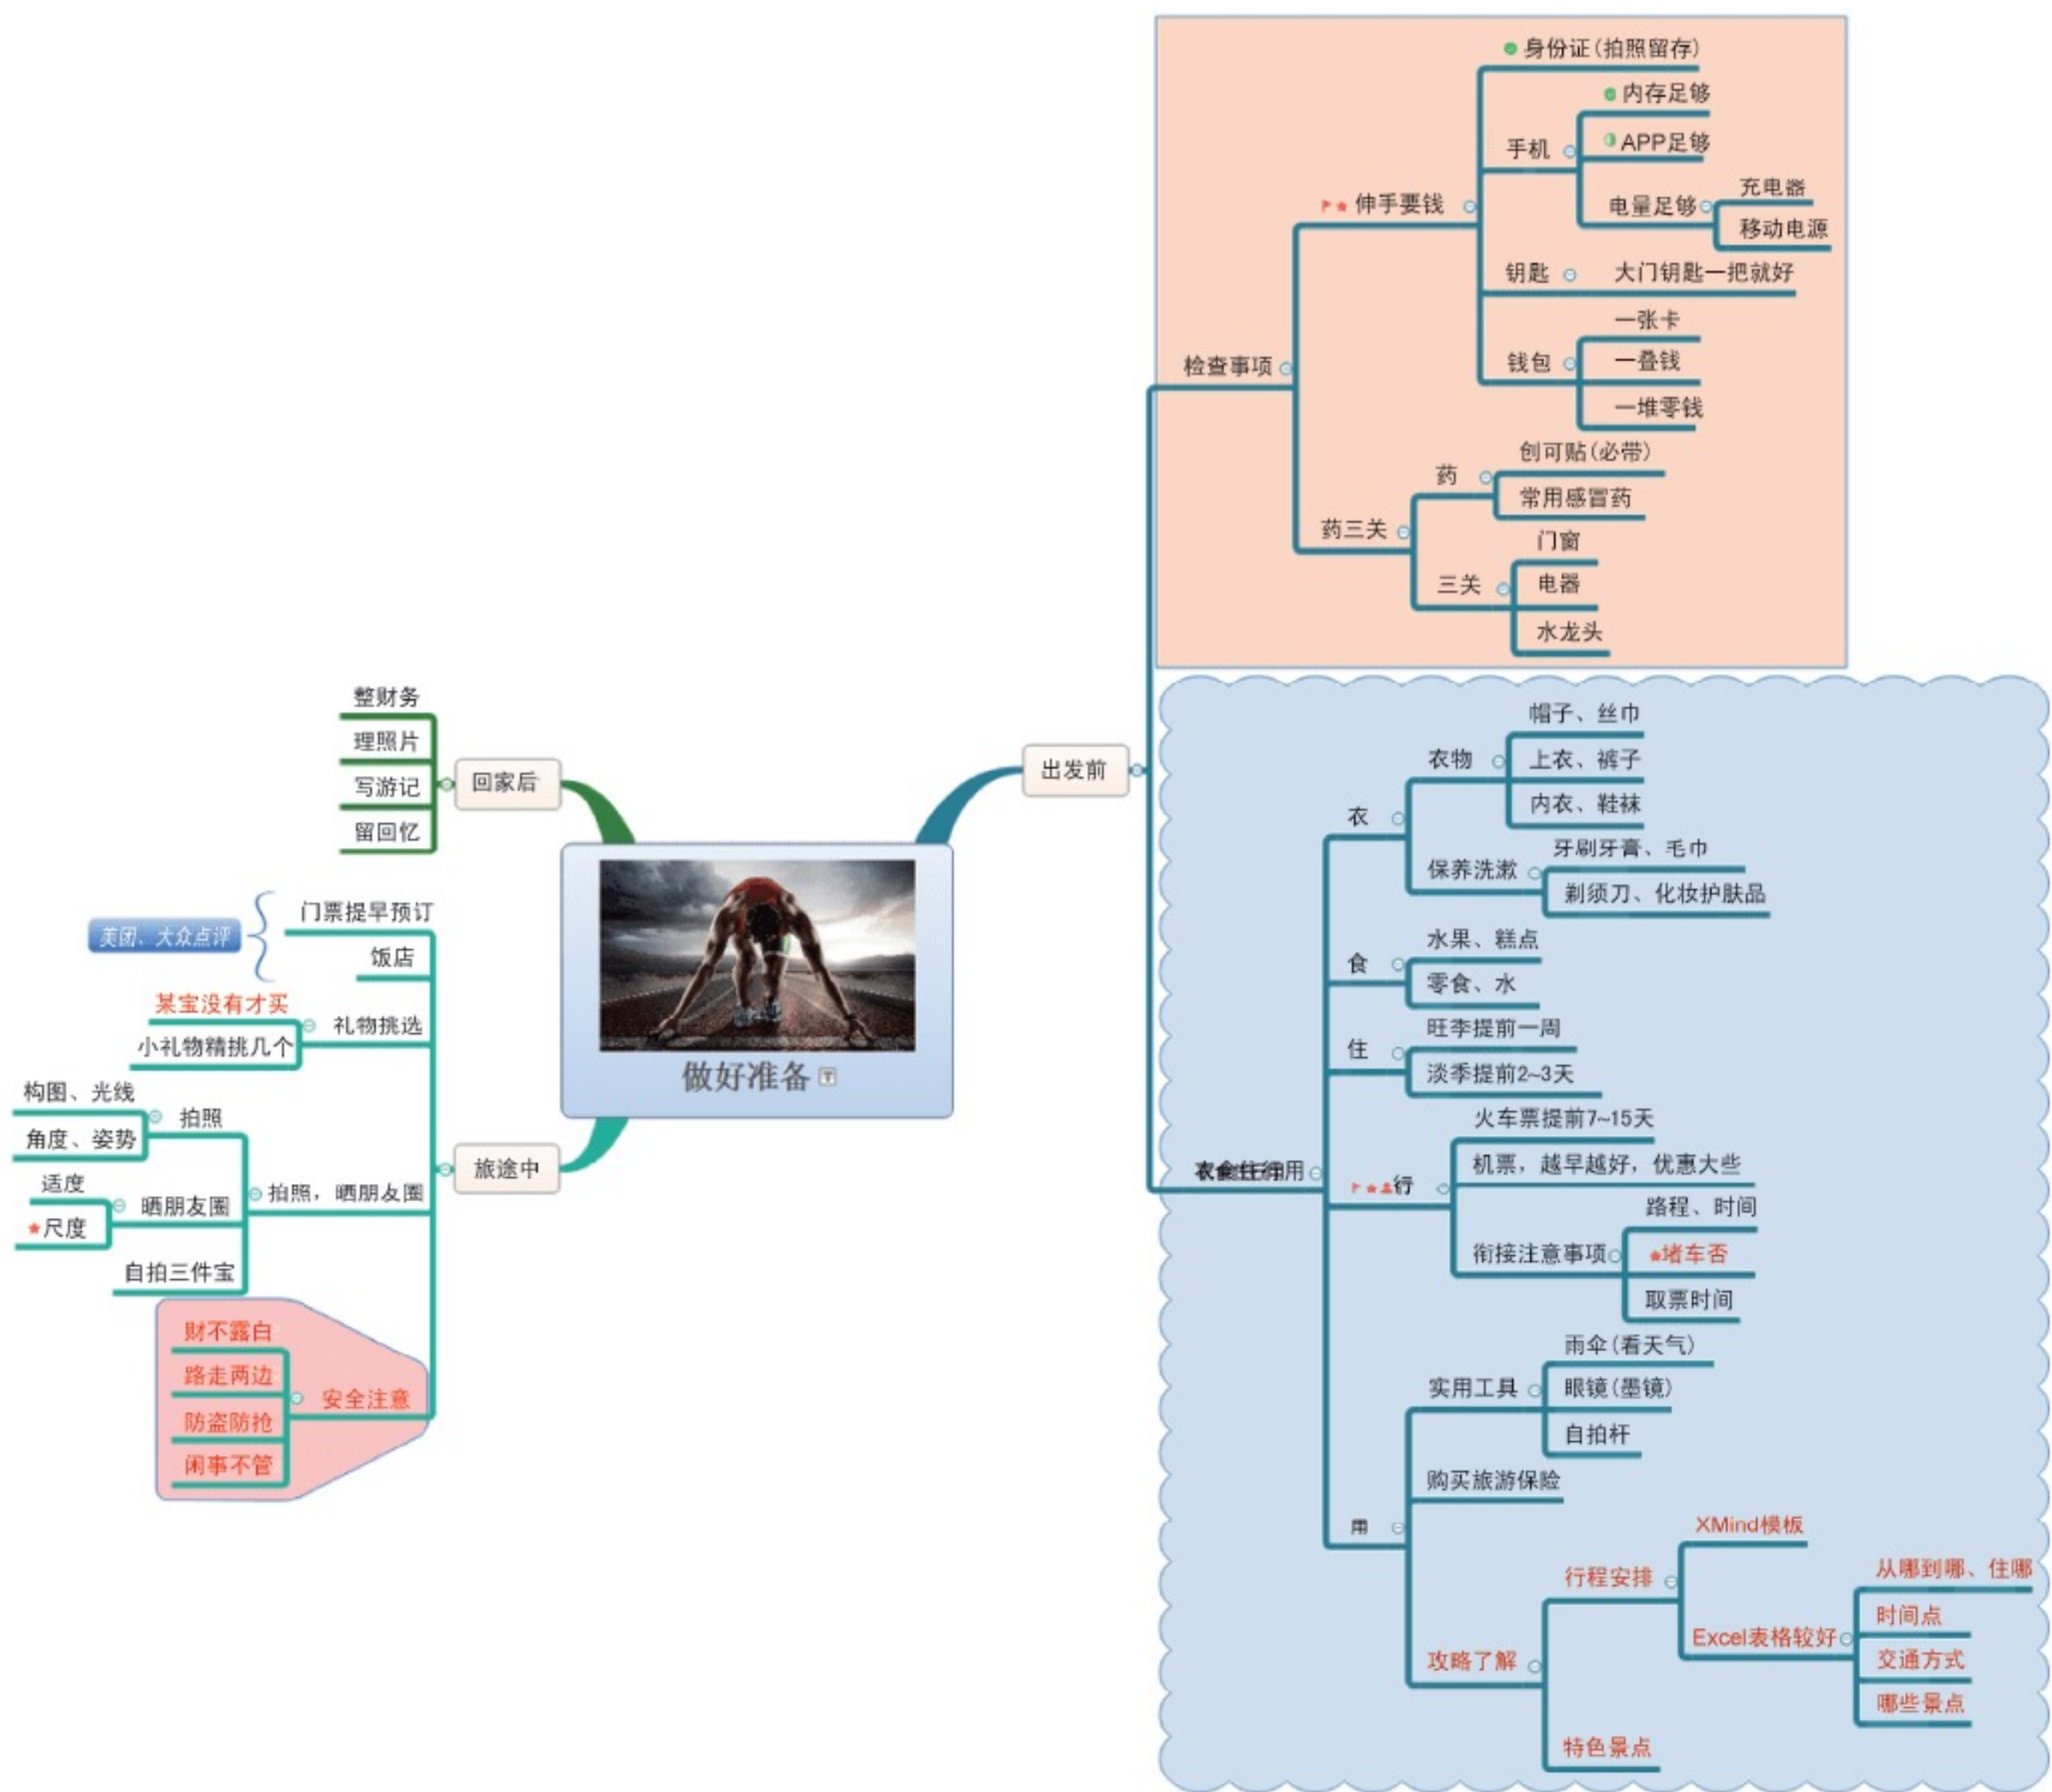 做好准备
出发前
检查事项
伸手要钱
身份证(拍照留存)
手机
内存足够
APP足够
电量足够
充电器
移动电源
钥匙
大门钥匙一把就好
钱包
一张卡
一叠钱
一堆零钱
药三关
药
创可贴(必带)
常用感冒药
三关
门窗
电器
水龙头
衣
衣物
帽子、丝巾
上衣、裤子
内衣、鞋袜
保养洗漱
牙刷牙膏、毛巾
剃须刀、化妆护肤品
食
水果、糕点
零食、水
住
旺季提前一周
淡季提前2~3天
行
火车票提前7~15天
机票，越早越好，优惠大些
衔接注意事项
路程、时间
堵车否
取票时间
用
实用工具
雨伞(看天气)
眼镜(墨镜)
自拍杆
购买旅游保险
攻略了解
行程安排
XMind模板
Excel表格较好
从哪到哪、住哪
时间点
交通方式
哪些景点
特色景点
旅途中
门票提早预订
饭店
美团、大众点评
礼物挑选
某宝没有才买
小礼物精挑几个
拍照，晒朋友圈
拍照
构图、光线
角度、姿势
晒朋友圈
适度
尺度
自拍三件宝
安全注意
财不露白
路走两边
防盗防抢
闲事不管
回家后
整财务
理照片
写游记
留回忆